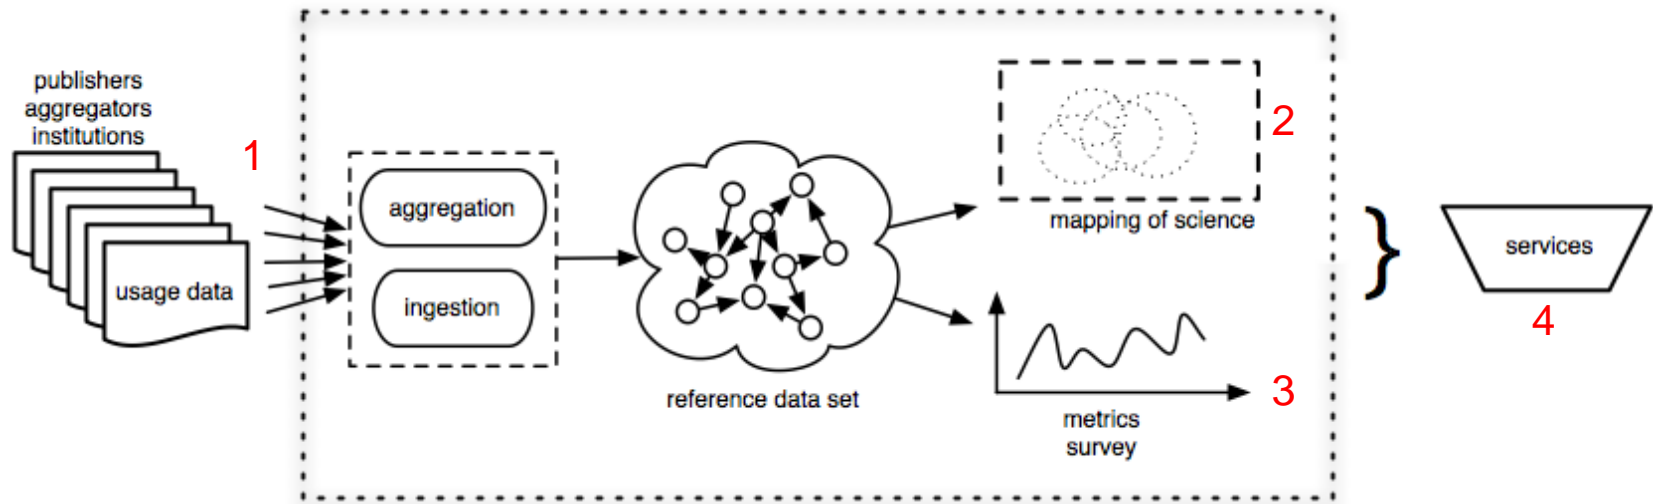 publishers
aggregators
institutions
1
usage data
aggregation
ingestion
reference data set
2
mapping of science
3
metrics
survey
}
services
4